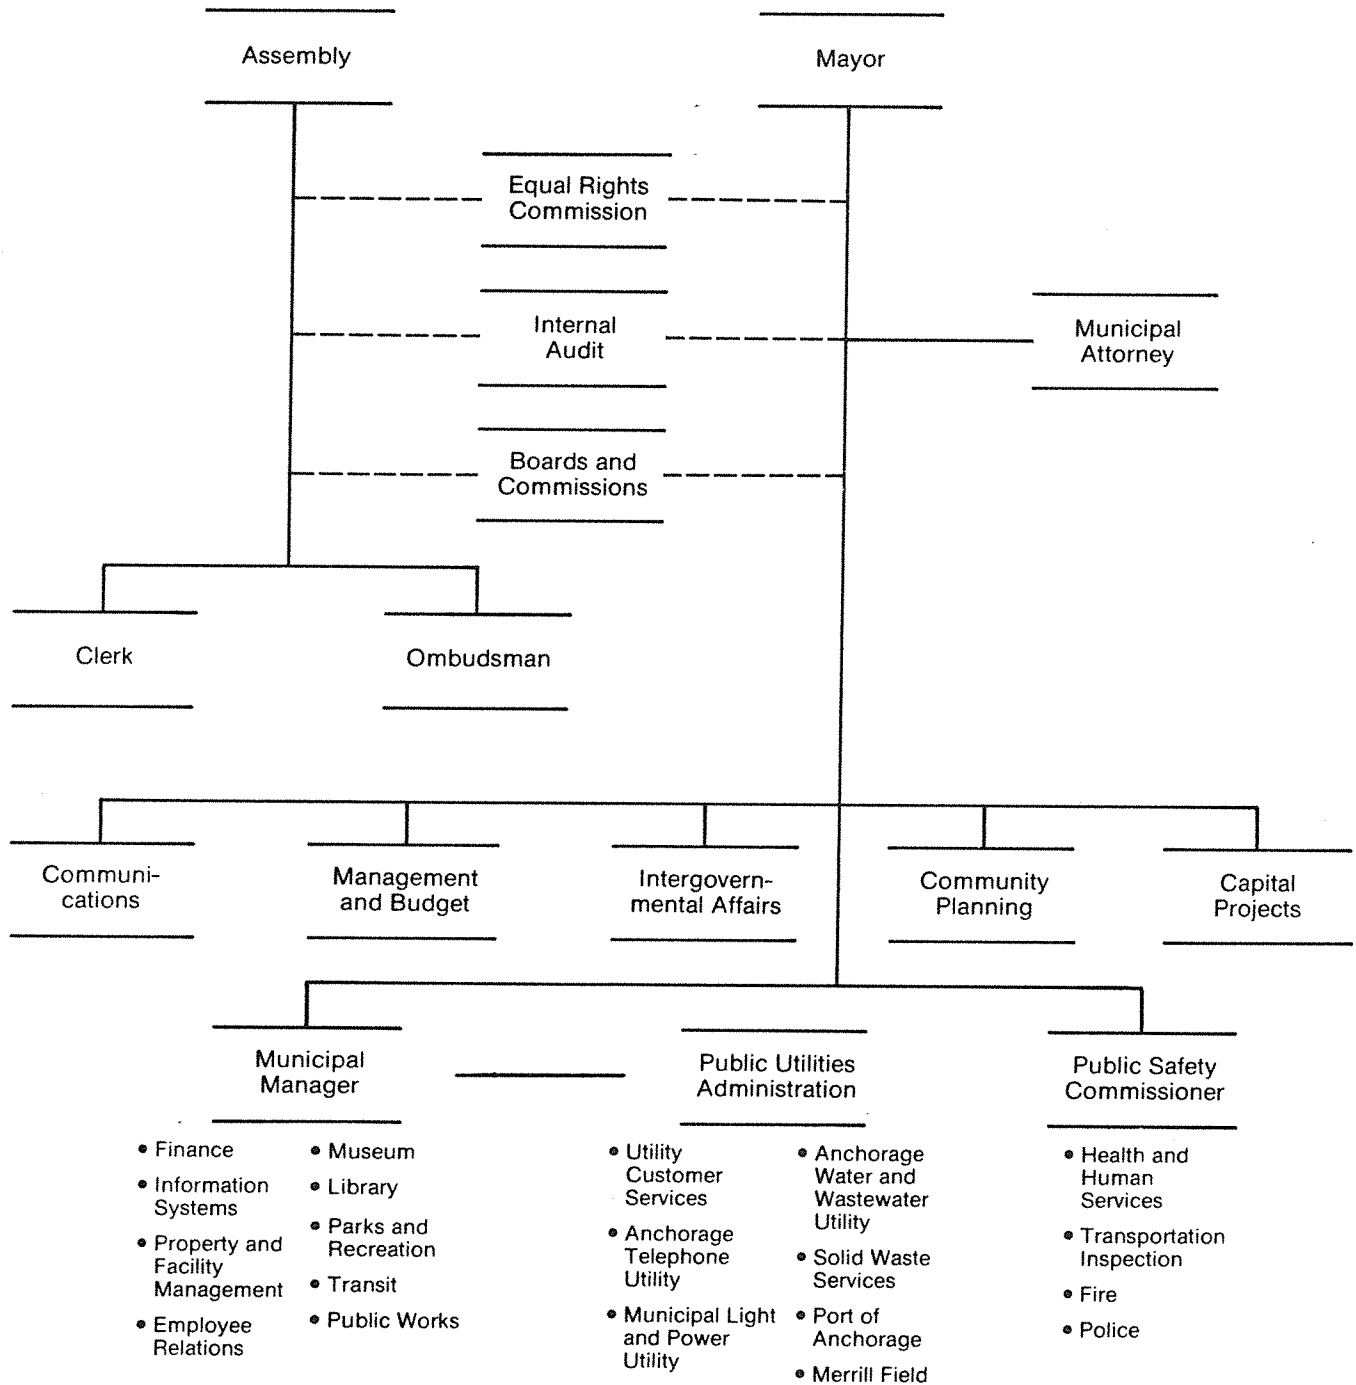 Assembly
Mayor
Equal Rights
Commission
Internal
Audit
Municipal
Attorney
Boards and
Commissions
Clerk
Ombudsman
Communi-
cations
Management
and Budget
Intergovern-
mental Affairs
Community
Planning
Capital
Projects
Municipal
Manager
Public Utilities
Administration
Public Safety
Commissioner
• Finance
• Information
Systems
• Property and
Facility
Management
• Employee
Relations
• Museum
• Library
• Parks and
Recreation
• Transit
• Public Works
• Utility
Customer
Services
• Anchorage
Telephone
Utility
• Municipal Light
and Power
Utility
• Anchorage
Water and
Wastewater
Utility
• Solid Waste
Services
• Port of
Anchorage
• Merrill Field
• Health and
Human
Services
• Transportation
Inspection
• Fire
• Police